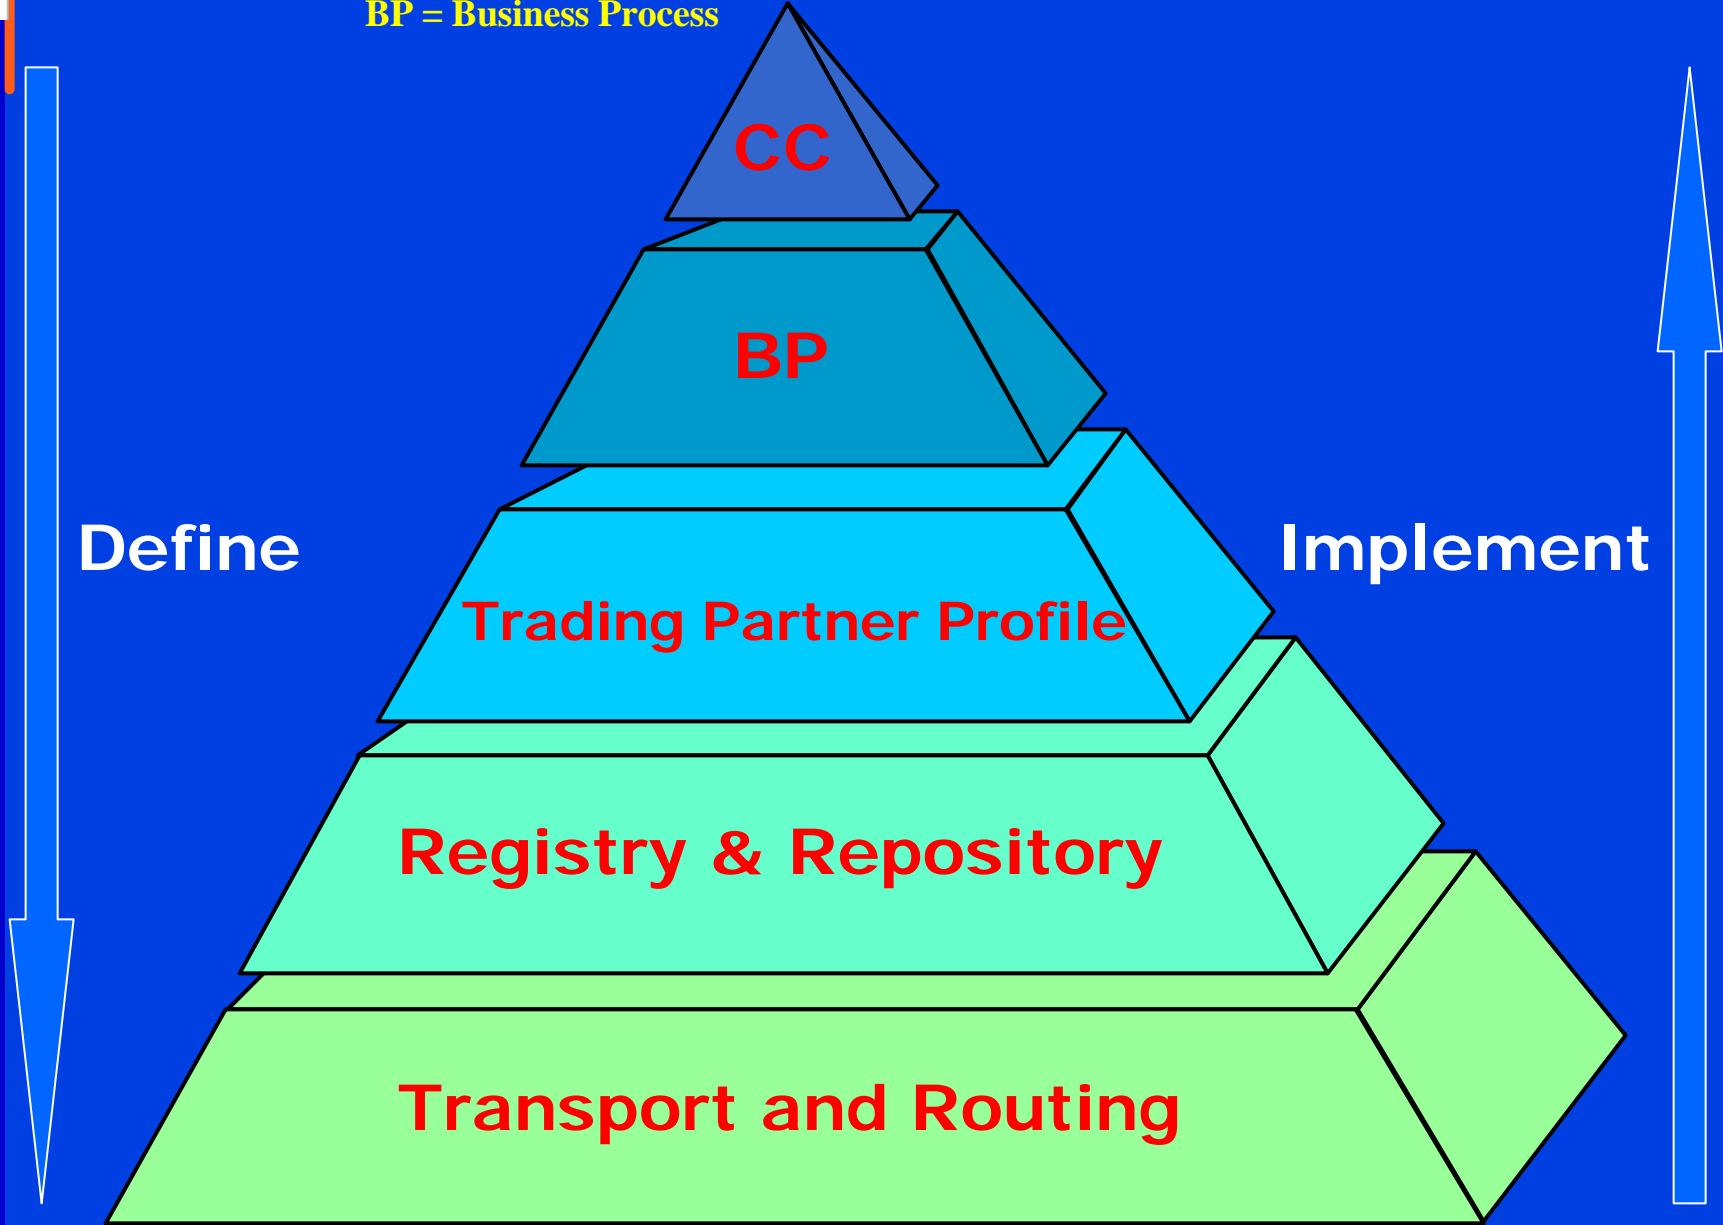 BP = Business Process
CC
BP
Define
Implement
Trading Partner Profile
Registry & Repository
Transport and Routing